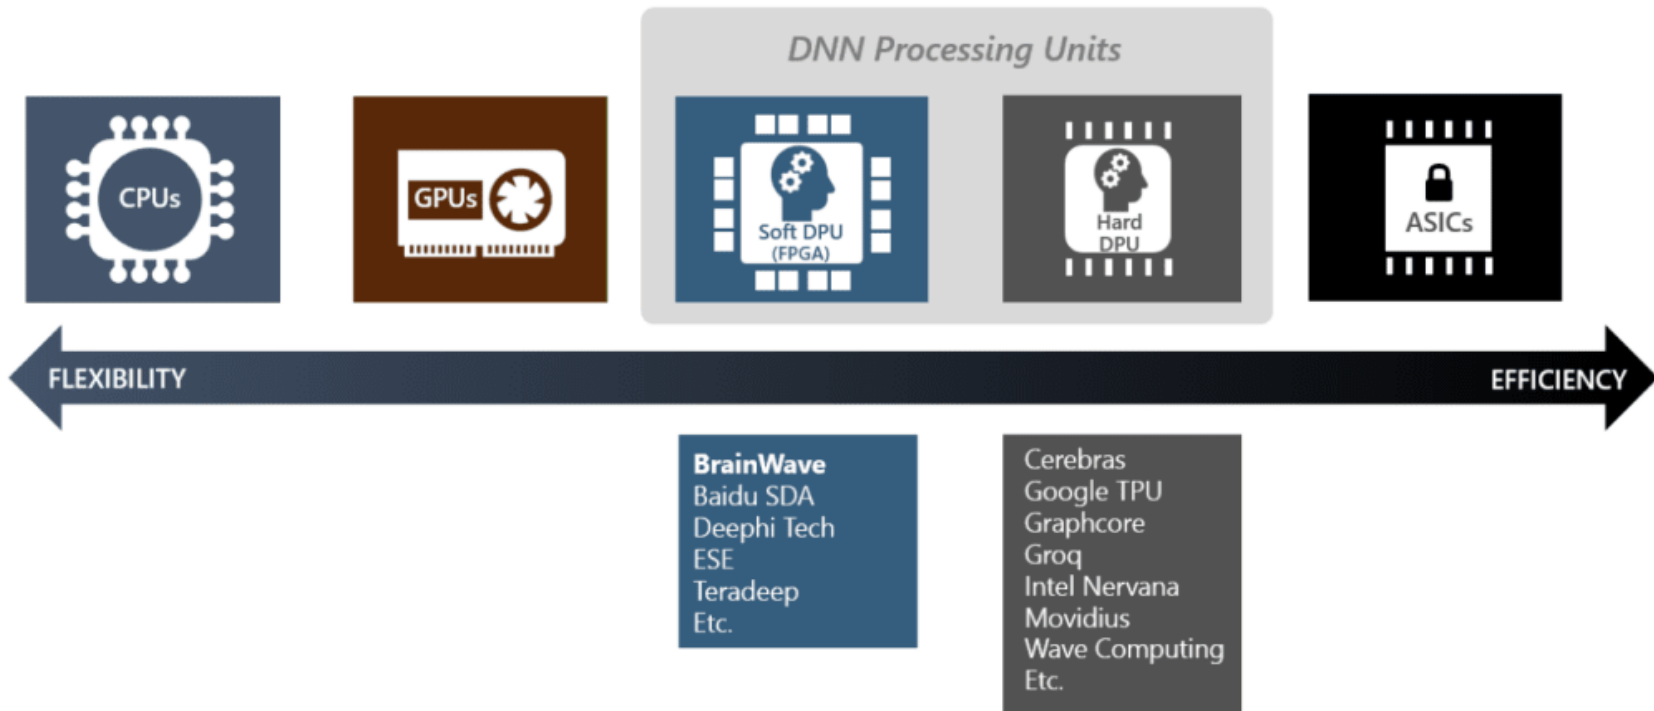 DNN Processing Units
CPUs
GPUs
Soft DPU
(FPGA)
Hard
DPU
ASICs
FLEXIBILITY
EFFICIENCY
BrainWave
Baidu SDA
Deephi Tech
ESE
Teradeep
Etc.
Cerebras
Google TPU
Graphcore
Groq
Intel Nervana
Movidius
Wave Computing
Etc.